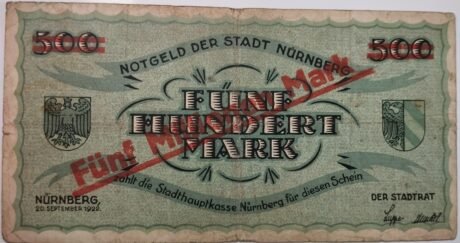 500 500
NOTGELD DER STADT NÜRNBERG
FÜNF
HUNDERT
MARK
Fünf Millionen Mark
zahlt die Stadthauptkasse Nürnberg für diesen Schein
NÜRNBERG, DER STADTRAT
20. SEPTEMBER 1922.